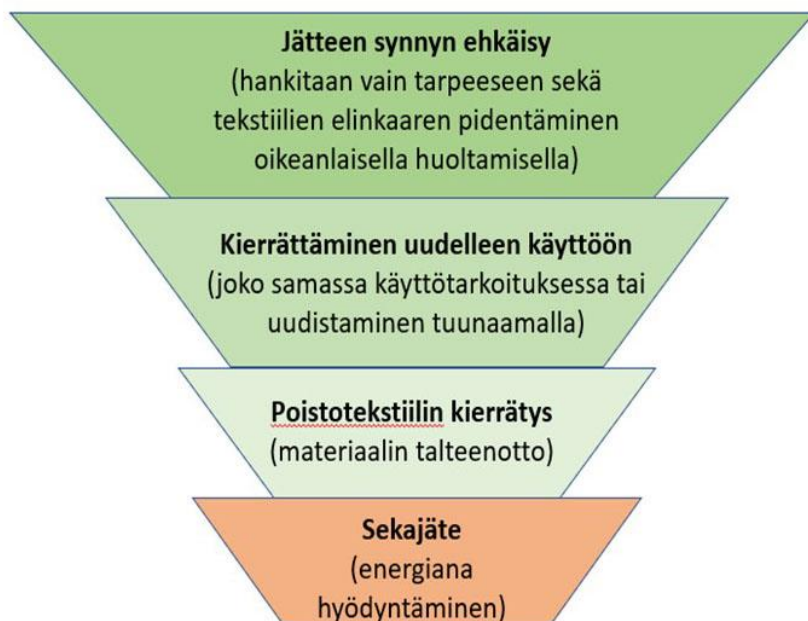 Jätteen synnyn ehkäisy
(hankitaan vain tarpeeseen sekä
tekstiilien elinkaaren pidentäminen
oikeanlaisella huoltamisella)
Kierrättäminen uudelleen käyttöön
(joko samassa käyttötarkoituksessa tai
uudistaminen tuunaamalla)
Poistotekstiilin kierrätys
(materiaalin talteenotto)
Sekajäte
(energiana
hyödyntäminen)